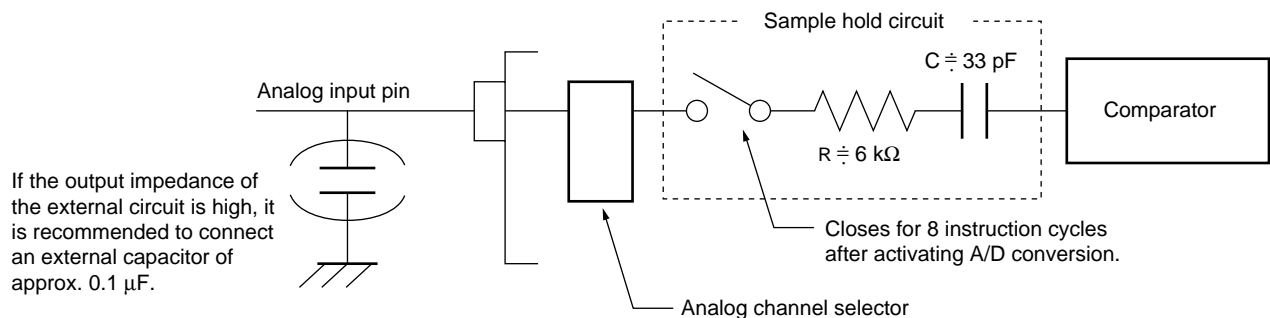 Sample hold circuit
C ≑ 33 pF
Analog input pin
Comparator
R ≑ 6 kΩ
If the output impedance of
the external circuit is high, it
is recommended to connect
an external capacitor of
approx. 0.1 µF.
Closes for 8 instruction cycles
after activating A/D conversion.
Analog channel selector